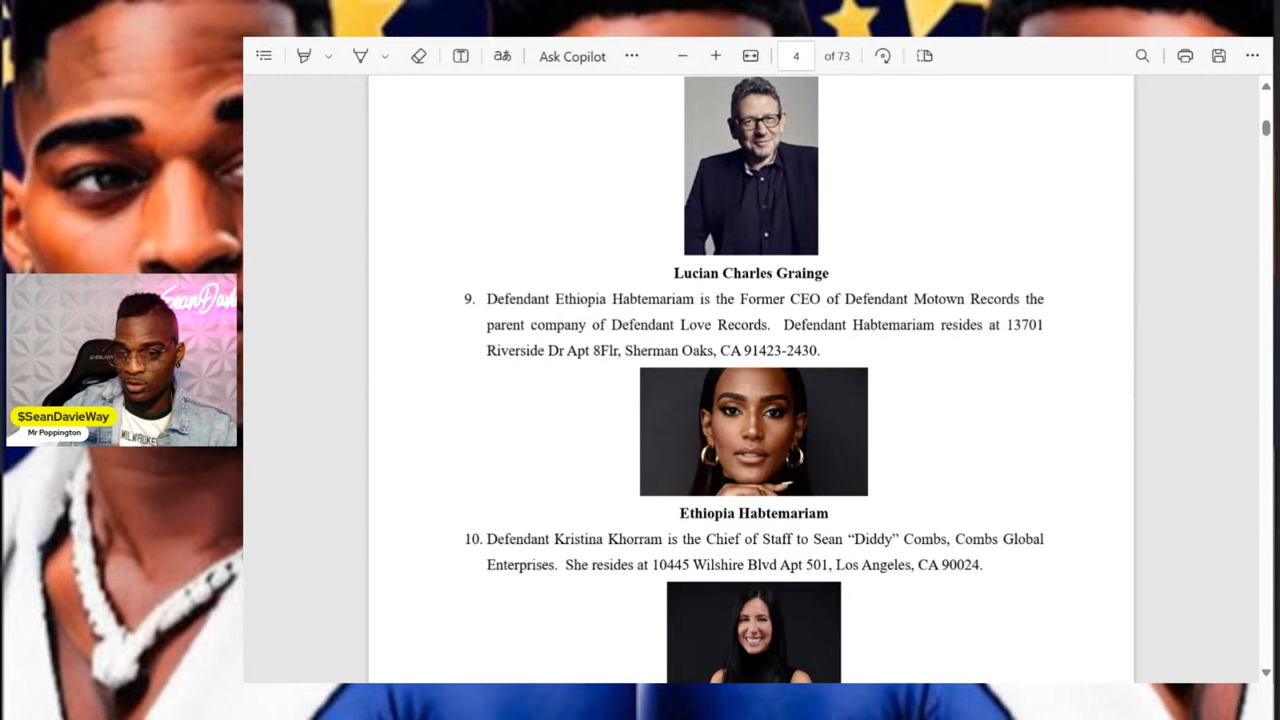 Ask Copilot
4 of 73
Lucian Charles Grainge
9. Defendant Ethiopia Habtemariam is the Former CEO of Defendant Motown Records the
parent company of Defendant Love Records. Defendant Habtemariam resides at 13701
Riverside Dr Apt 8Flr, Sherman Oaks, CA 91423-2430.
Ethiopia Habtemariam
10. Defendant Kristina Khorram is the Chief of Staff to Sean “Diddy” Combs, Combs Global
Enterprises. She resides at 10445 Wilshire Blvd Apt 501, Los Angeles, CA 90024.
SeanDavi
$SeanDavieWay
Mr Poppington
MILWAUKEE